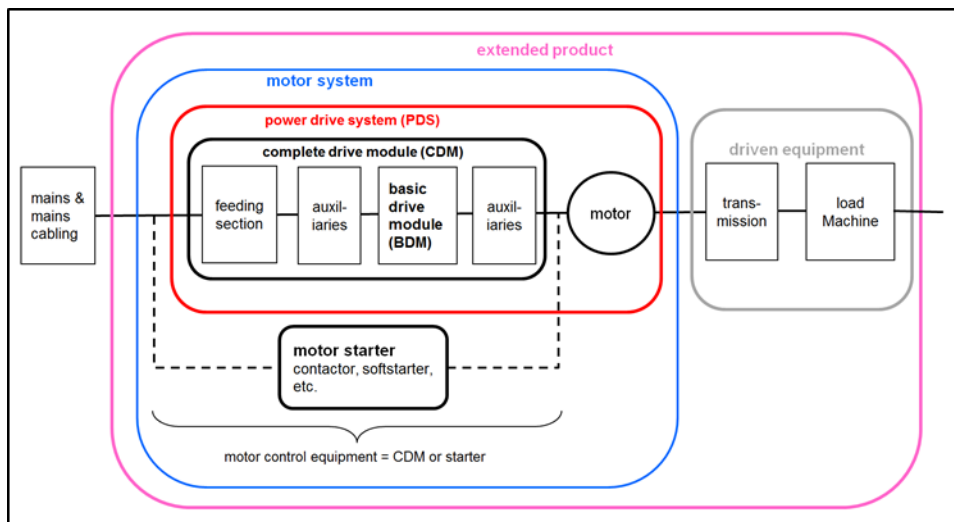 extended product
motor system
power drive system (PDS)
complete drive module (CDM)
driven equipment
mains &
mains
cabling
feeding
section
auxil-
iaries
basic
drive
module
(BDM)
auxil-
iaries
motor
trans-
mission
load
Machine
motor starter
contactor, softstarter,
etc.
motor control equipment = CDM or starter